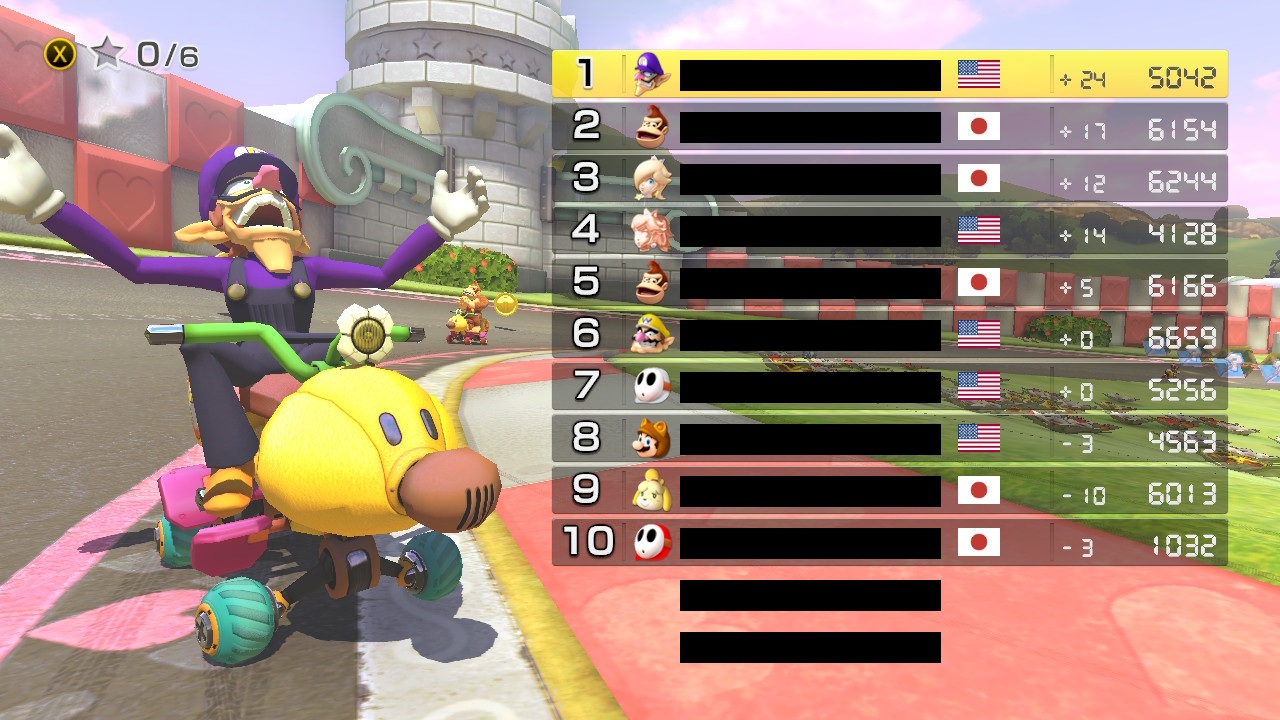 X 0/6
1 + 24 5042
2 + 17 6154
3 + 12 6244
4 + 14 4128
5 + 5 6166
6 + 0 6659
7 + 0 5256
8 - 3 4563
9 - 10 6013
10 - 3 1032